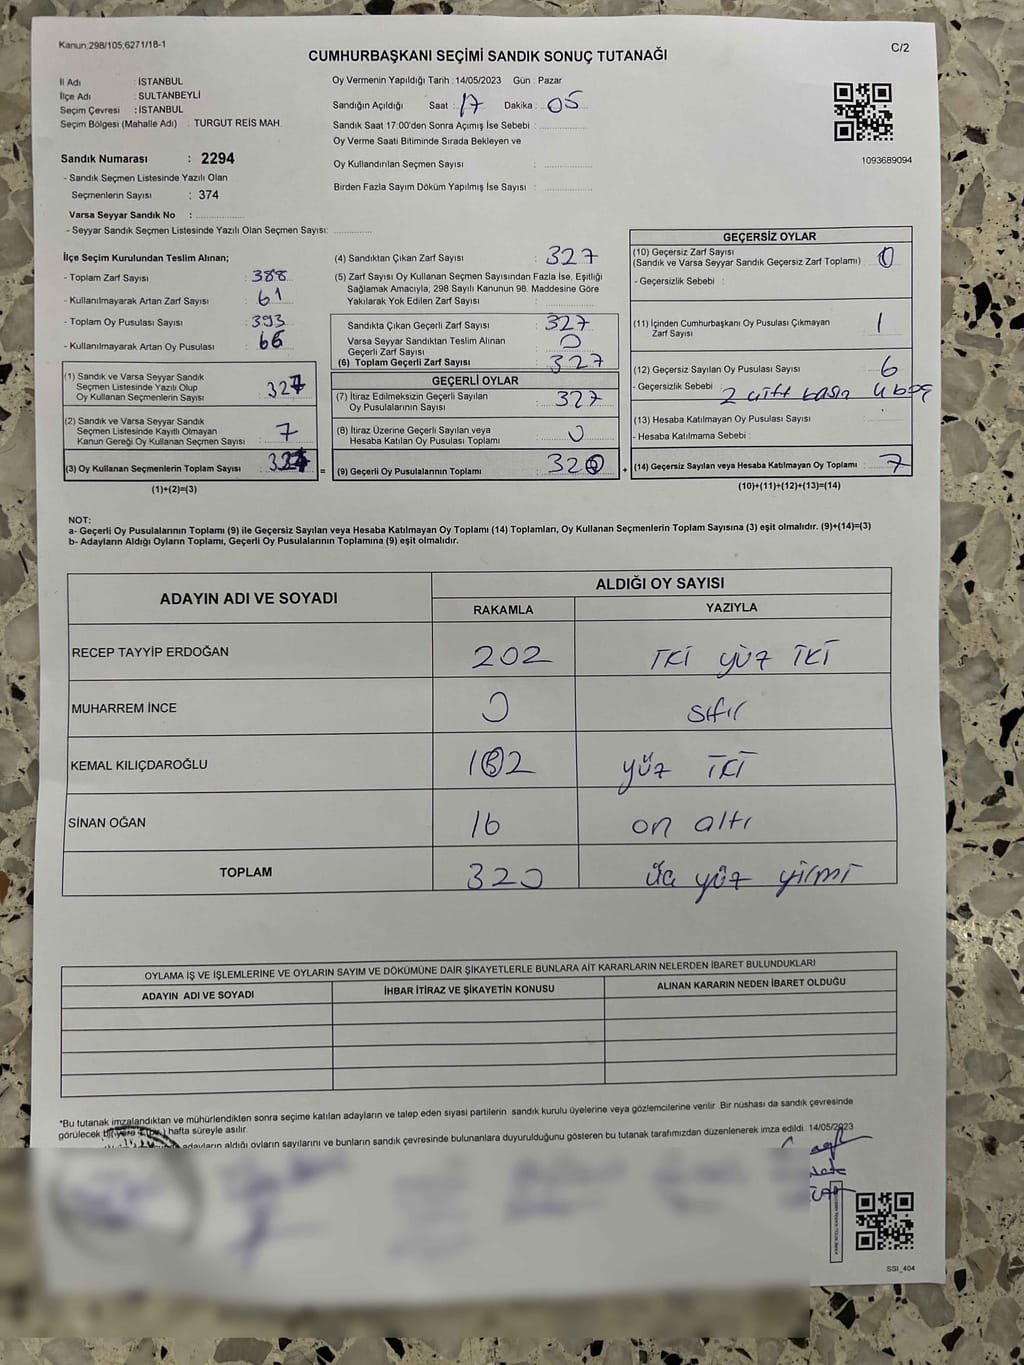 Kanun;298/105;6271/18-1
C/2
CUMHURBAŞKANI SEÇİMİ SANDIK SONUÇ TUTANAĞI
İl Adı : İSTANBUL
İlçe Adı : SULTANBEYLİ
Seçim Çevresi : İSTANBUL
Seçim Bölgesi (Mahalle Adı) : TURGUT REİS MAH.
Oy Vermenin Yapıldığı Tarih :14/05/2023 Gün : Pazar
Sandığın Açıldığı Saat : 17 Dakika : 05
Sandık Saat 17:00'den Sonra Açımış İse Sebebi :
Oy Verme Saati Bitiminde Sırada Bekleyen ve
Oy Kullandırılan Seçmen Sayısı :
Birden Fazla Sayım Döküm Yapılmış İse Sayısı :
1093689094
Sandık Numarası : 2294
- Sandık Seçmen Listesinde Yazılı Olan
Seçmenlerin Sayısı : 374
Varsa Seyyar Sandık No :
- Seyyar Sandık Seçmen Listesinde Yazılı Olan Seçmen Sayısı:
İlçe Seçim Kurulundan Teslim Alınan;
- Toplam Zarf Sayısı : 388
- Kullanılmayarak Artan Zarf Sayısı : 61
- Toplam Oy Pusulası Sayısı : 393
- Kullanılmayarak Artan Oy Pusulası : 66
(1) Sandık ve Varsa Seyyar Sandık
Seçmen Listesinde Yazılı Olup
Oy Kullanan Seçmenlerin Sayısı :
(2) Sandık ve Varsa Seyyar Sandık
Seçmen Listesinde Kayıtlı Olmayan
Kanun Gereği Oy Kullanan Seçmen Sayısı : 7
(3) Oy Kullanan Seçmenlerin Toplam Sayısı :
(1)+(2)=(3)
(4) Sandıktan Çıkan Zarf Sayısı : 327
(5) Zarf Sayısı Oy Kullanan Seçmen Sayısından Fazla İse, Eşitliği
Sağlamak Amacıyla, 298 Sayılı Kanunun 98. Maddesine Göre
Yakılarak Yok Edilen Zarf Sayısı :
Sandıkta Çıkan Geçerli Zarf Sayısı : 327
Varsa Seyyar Sandıktan Teslim Alınan
Geçerli Zarf Sayısı : 0
(6) Toplam Geçerli Zarf Sayısı : 327
GEÇERLİ OYLAR
(7) İtiraz Edilmeksizin Geçerli Sayılan
Oy Pusulalarının Sayısı : 327
(8) İtiraz Üzerine Geçerli Sayılan veya
Hesaba Katılan Oy Pusulası Toplamı : 0
=
(9) Geçerli Oy Pusulalarının Toplamı : 320
+
GEÇERSİZ OYLAR
(10) Geçersiz Zarf Sayısı
(Sandık ve Varsa Seyyar Sandık Geçersiz Zarf Toplamı) : 0
- Geçersizlik Sebebi :
(11) İçinden Cumhurbaşkanı Oy Pusulası Çıkmayan
Zarf Sayısı : 1
(12) Geçersiz Sayılan Oy Pusulası Sayısı : 6
- Geçersizlik Sebebi : 2 çift basım 4 boş
(13) Hesaba Katılmayan Oy Pusulası Sayısı :
- Hesaba Katılmama Sebebi :
(14) Geçersiz Sayılan veya Hesaba Katılmayan Oy Toplamı : 7
(10)+(11)+(12)+(13)=(14)
NOT:
a- Geçerli Oy Pusulalarının Toplamı (9) ile Geçersiz Sayılan veya Hesaba Katılmayan Oy Toplamı (14) Toplamları, Oy Kullanan Seçmenlerin Toplam Sayısına (3) eşit olmalıdır. (9)+(14)=(3)
b- Adayların Aldığı Oyların Toplamı, Geçerli Oy Pusulalarının Toplamına (9) eşit olmalıdır.
ADAYIN ADI VE SOYADI
ALDIĞI OY SAYISI
RAKAMLA YAZIYLA
RECEP TAYYİP ERDOĞAN 202 İKİ yüz İKİ
MUHARREM İNCE 0 sıfır
KEMAL KILIÇDAROĞLU 102 yüz İKİ
SİNAN OĞAN 16 on altı
TOPLAM 320 üç yüz yirmi
OYLAMA İŞ VE İŞLEMLERİNE VE OYLARIN SAYIM VE DÖKÜMÜNE DAİR ŞİKAYETLERLE BUNLARA AİT KARARLARIN NELERDEN İBARET BULUNDUKLARI
ADAYIN ADI VE SOYADI İHBAR İTİRAZ VE ŞİKAYETİN KONUSU ALINAN KARARIN NEDEN İBARET OLDUĞU
*Bu tutanak imzalandıktan ve mühürlendikten sonra seçime katılan adayların ve talep eden siyasi partilerin sandık kurulu üyelerine veya gözlemcilerine verilir. Bir nüshası da sandık çevresinde
görülecek bir yere hafta süreyle asılır.
adayların aldığı oyların sayılarını ve bunların sandık çevresinde bulunanlara duyurulduğunu gösteren bu tutanak tarafımızdan düzenlenerek imza edildi. 14/05/2023
SSİ_404